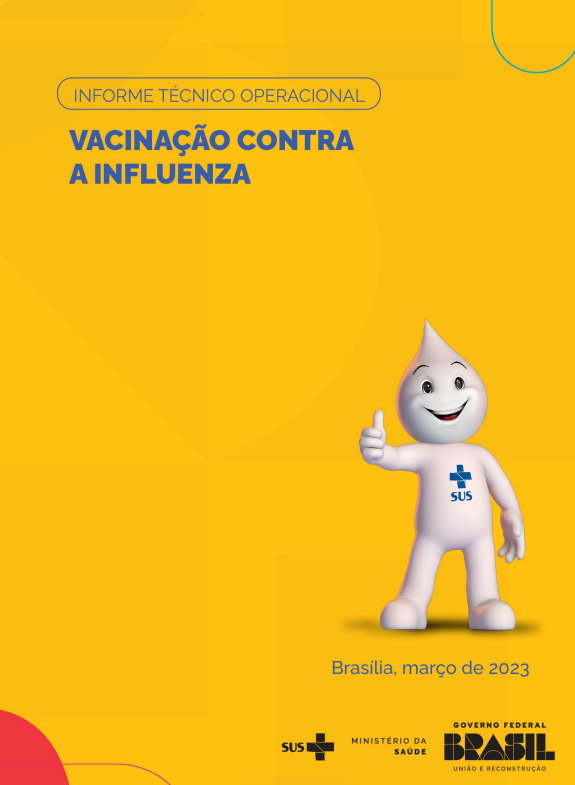 INFORME TÉCNICO OPERACIONAL
VACINAÇÃO CONTRA
A INFLUENZA
SUS
Brasília, março de 2023
GOVERNO FEDERAL
SUS
MINISTÉRIO DA
SAÚDE
BRASIL
UNIÃO E RECONSTRUÇÃO